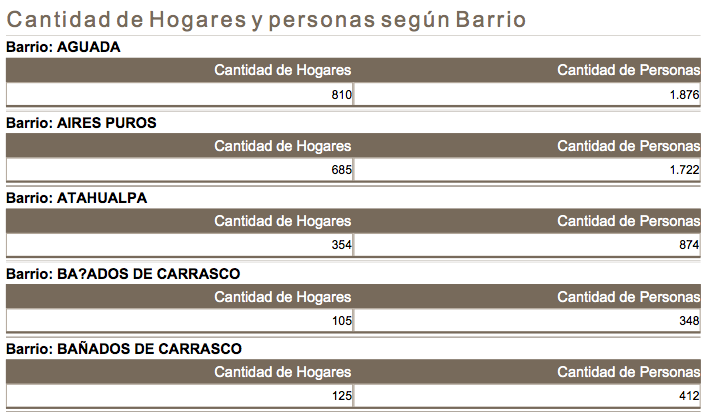 Cantidad de Hogares y personas según Barrio
Barrio: AGUADA
Cantidad de Hogares Cantidad de Personas
810 1.876
Barrio: AIRES PUROS
Cantidad de Hogares Cantidad de Personas
685 1.722
Barrio: ATAHUALPA
Cantidad de Hogares Cantidad de Personas
354 874
Barrio: BA?ADOS DE CARRASCO
Cantidad de Hogares Cantidad de Personas
105 348
Barrio: BAÑADOS DE CARRASCO
Cantidad de Hogares Cantidad de Personas
125 412